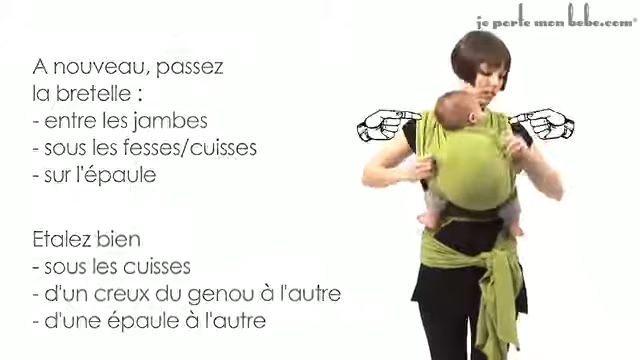 je porte mon bebe.com®
A nouveau, passez
la bretelle :
- entre les jambes
- sous les fesses/cuisses
- sur l'épaule
Etalez bien
- sous les cuisses
- d'un creux du genou à l'autre
- d'une épaule à l'autre